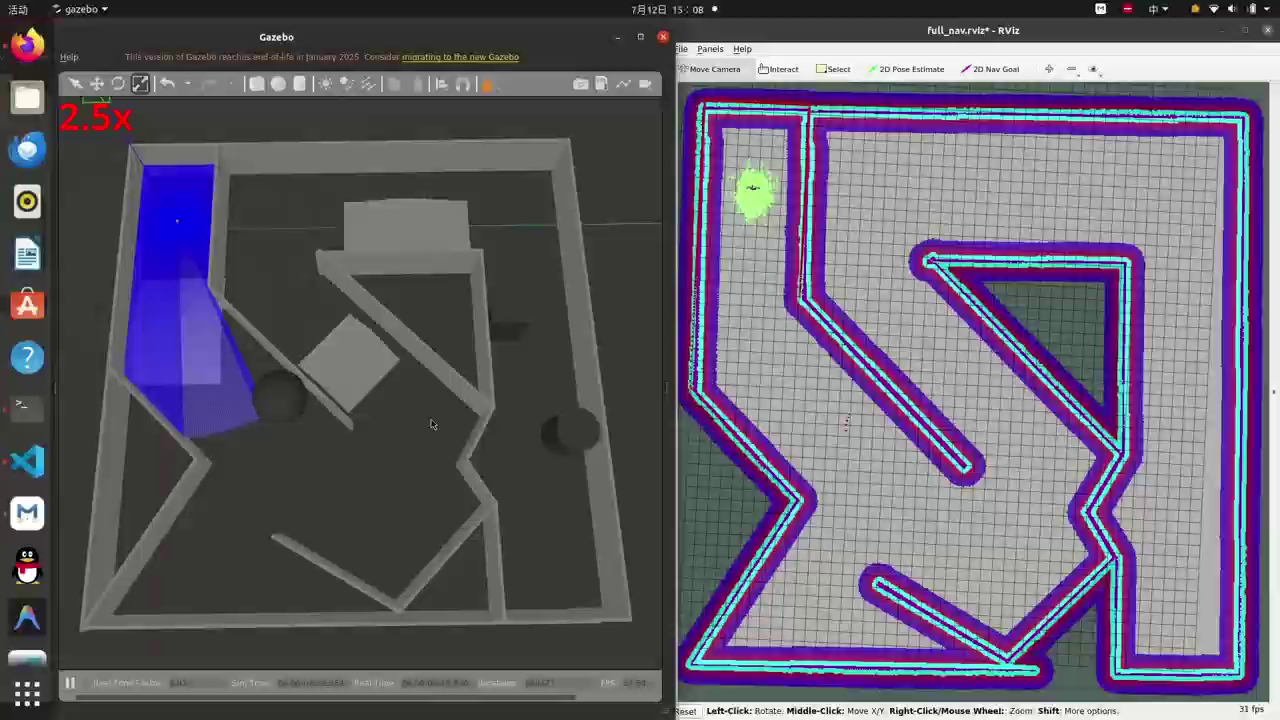 活动
gazebo
7月12日 15：08
中
Gazebo
full_nav.rviz* - RViz
Help
This version of Gazebo reaches end-of-life in January 2025. Consider migrating to the new Gazebo
File Panels Help
Move Camera
Interact
Select
2D Pose Estimate
2D Nav Goal
2.5x
Reset
Left-Click: Rotate. Middle-Click: Move X/Y. Right-Click/Mouse Wheel: Zoom. Shift: More options.
31 fps